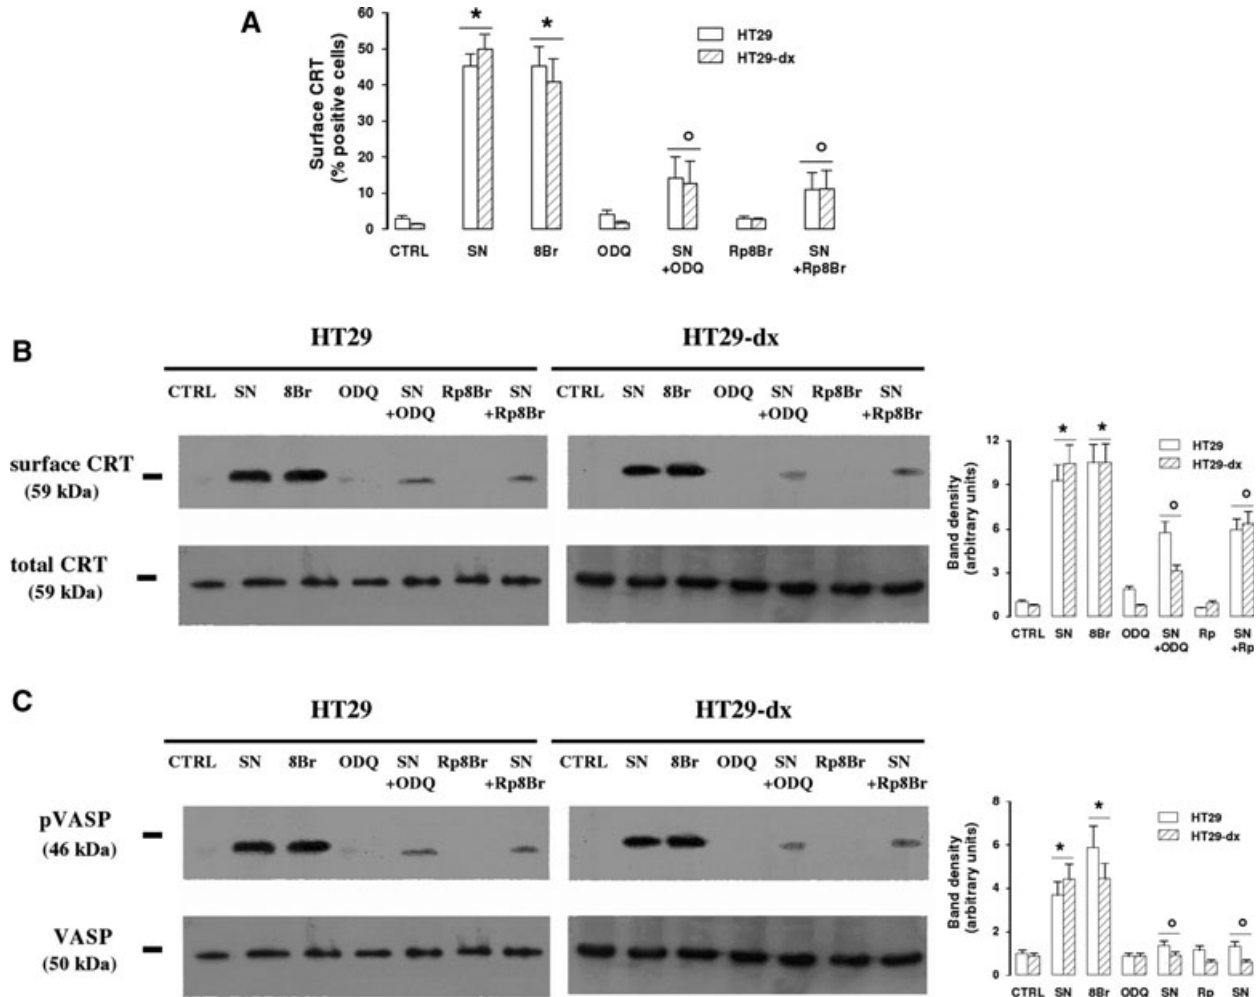 A
60
50
40
30
20
10
0
Surface CRT
(% positive cells)
*
*
HT29
HT29-dx
CTRL SN 8Br ODQ SN Rp8Br SN
+ODQ +Rp8Br
B
HT29 HT29-dx
CTRL SN 8Br ODQ SN Rp8Br SN CTRL SN 8Br ODQ SN Rp8Br SN
+ODQ +Rp8Br +ODQ +Rp8Br
surface CRT
(59 kDa)
total CRT
(59 kDa)
12
9
6
3
0
Band density
(arbitrary units)
* *
HT29
HT29-dx
CTRL SN 8Br ODQ SN Rp SN
+ODQ +Rp
C
HT29 HT29-dx
CTRL SN 8Br ODQ SN Rp8Br SN CTRL SN 8Br ODQ SN Rp8Br SN
+ODQ +Rp8Br +ODQ +Rp8Br
pVASP
(46 kDa)
VASP
(50 kDa)
8
6
4
2
0
Band density
(arbitrary units)
*
*
HT29
HT29-dx
CTRL SN 8Br ODQ SN Rp SN